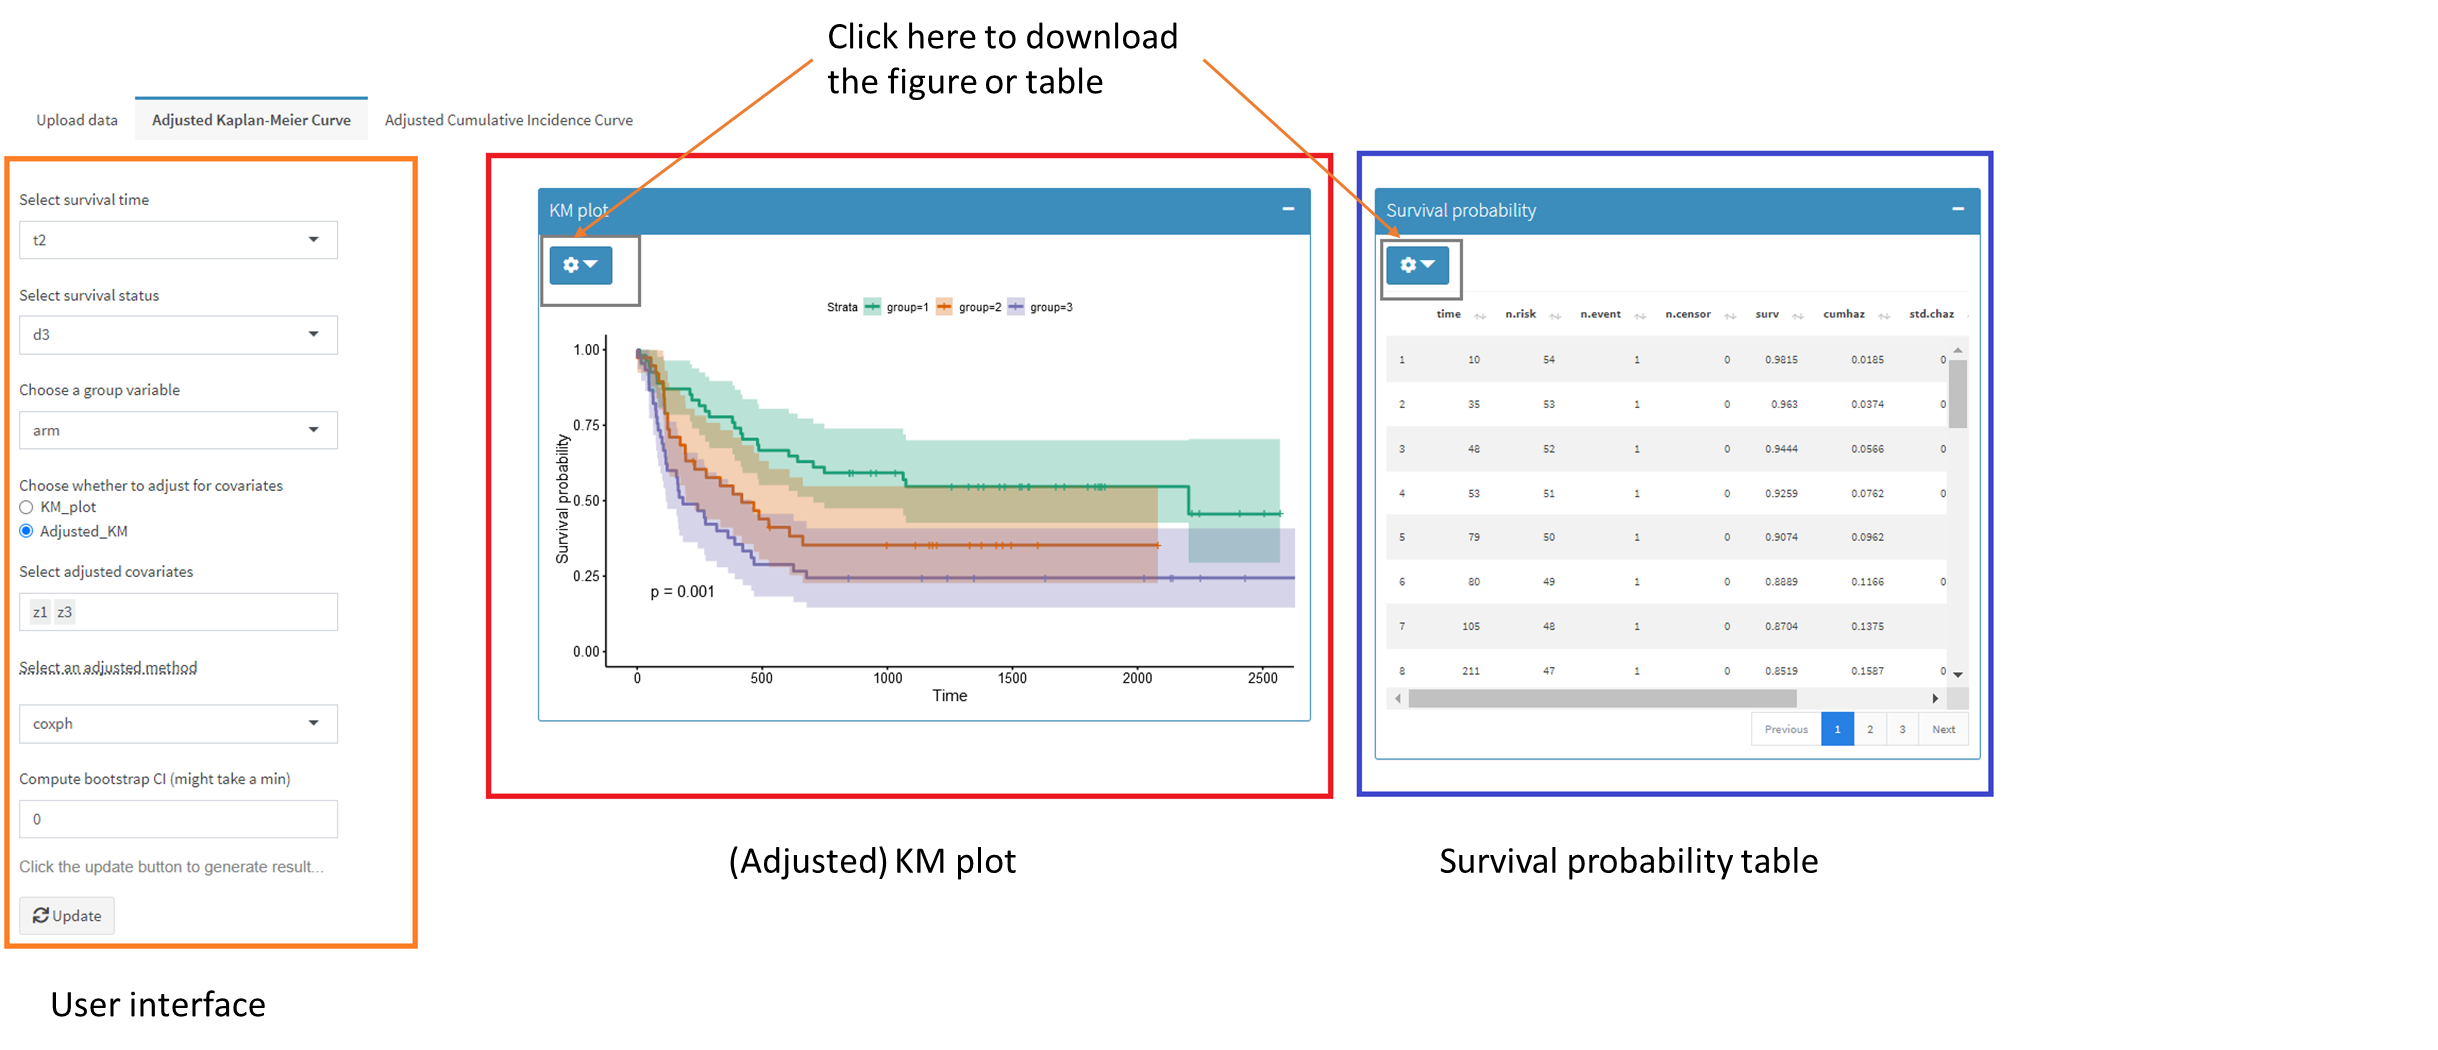 Click here to download
the figure or table
Upload data
Adjusted Kaplan-Meier Curve
Adjusted Cumulative Incidence Curve
Select survival time
t2
Select survival status
d3
Choose a group variable
arm
Choose whether to adjust for covariates
KM_plot
Adjusted_KM
Select adjusted covariates
z1 z3
Select an adjusted method
coxph
Compute bootstrap CI (might take a min)
0
Click the update button to generate result...
Update
User interface
KM plot
Strata group=1 group=2 group=3
Survival probability
1.00
0.75
0.50
0.25
0.00
p = 0.001
0 500 1000 1500 2000 2500
Time
(Adjusted) KM plot
Survival probability
time n.risk n.event n.censor surv cumhaz std.chaz
1 10 54 1 0 0.9815 0.0185 0
2 35 53 1 0 0.963 0.0374 0
3 48 52 1 0 0.9444 0.0566 0
4 53 51 1 0 0.9259 0.0762 0
5 79 50 1 0 0.9074 0.0962
6 80 49 1 0 0.8889 0.1166 0
7 105 48 1 0 0.8704 0.1375
8 211 47 1 0 0.8519 0.1587 0
Previous 1 2 3 Next
Survival probability table